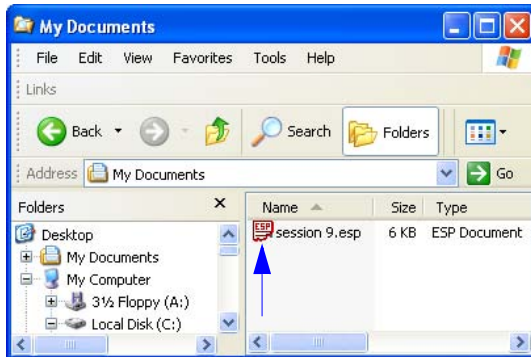 My Documents
File Edit View Favorites Tools Help
Links
Back Search Folders
Address My Documents Go
Folders
Name Size Type
Desktop
My Documents
My Computer
3½ Floppy (A:)
Local Disk (C:)
ESP session 9.esp 6 KB ESP Document